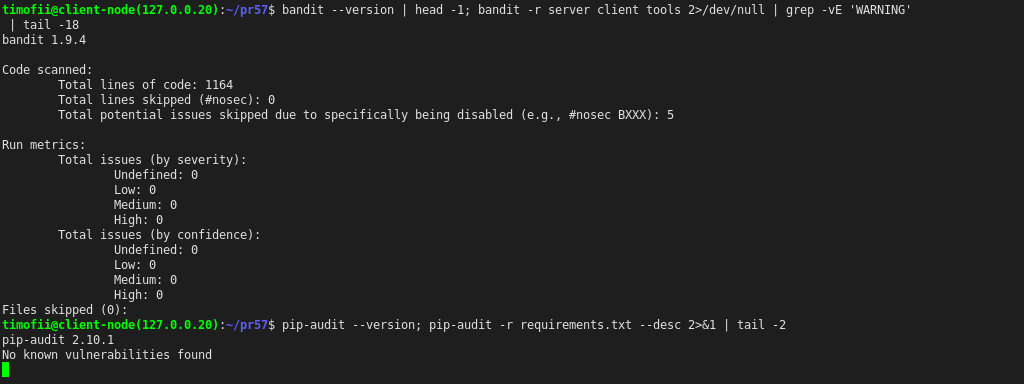 timofii@client-node(127.0.0.20):~/pr57$ bandit --version | head -1; bandit -r server client tools 2>/dev/null | grep -vE 'WARNING'
 | tail -18
bandit 1.9.4

Code scanned:
        Total lines of code: 1164
        Total lines skipped (#nosec): 0
        Total potential issues skipped due to specifically being disabled (e.g., #nosec BXXX): 5

Run metrics:
        Total issues (by severity):
                Undefined: 0
                Low: 0
                Medium: 0
                High: 0
        Total issues (by confidence):
                Undefined: 0
                Low: 0
                Medium: 0
                High: 0
Files skipped (0):
timofii@client-node(127.0.0.20):~/pr57$ pip-audit --version; pip-audit -r requirements.txt --desc 2>&1 | tail -2
pip-audit 2.10.1
No known vulnerabilities found